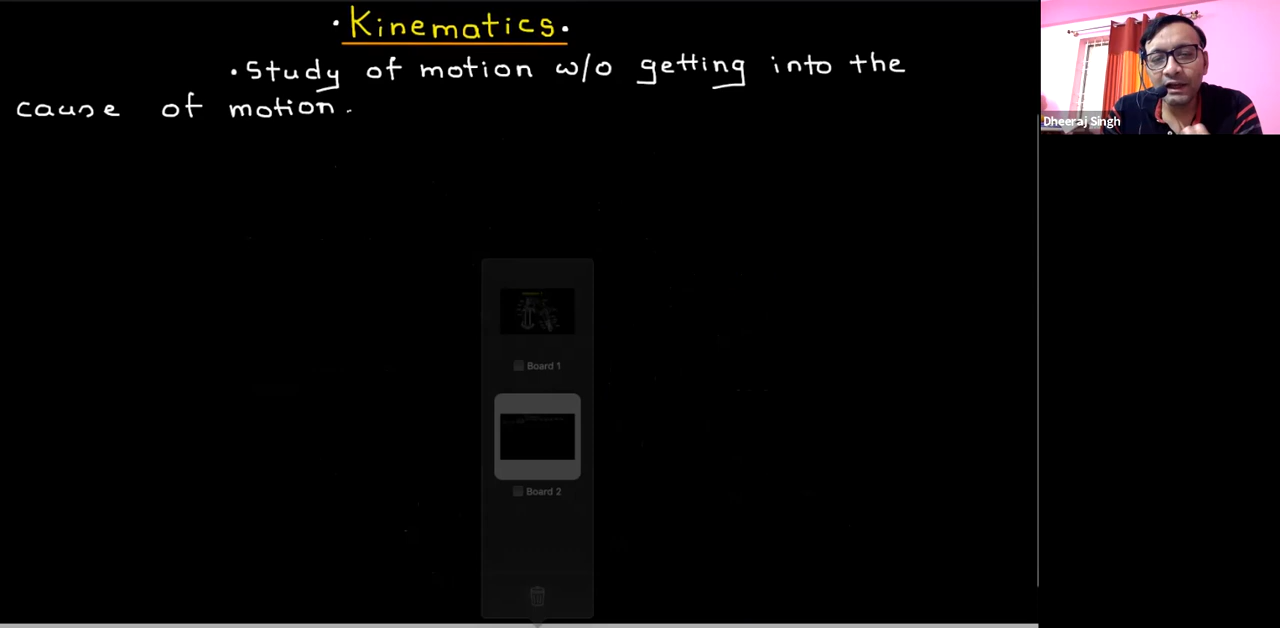 · Kinematics.
· Study of motion w/o getting into the
cause of motion.
Dheeraj Singh
Board 1
Board 2